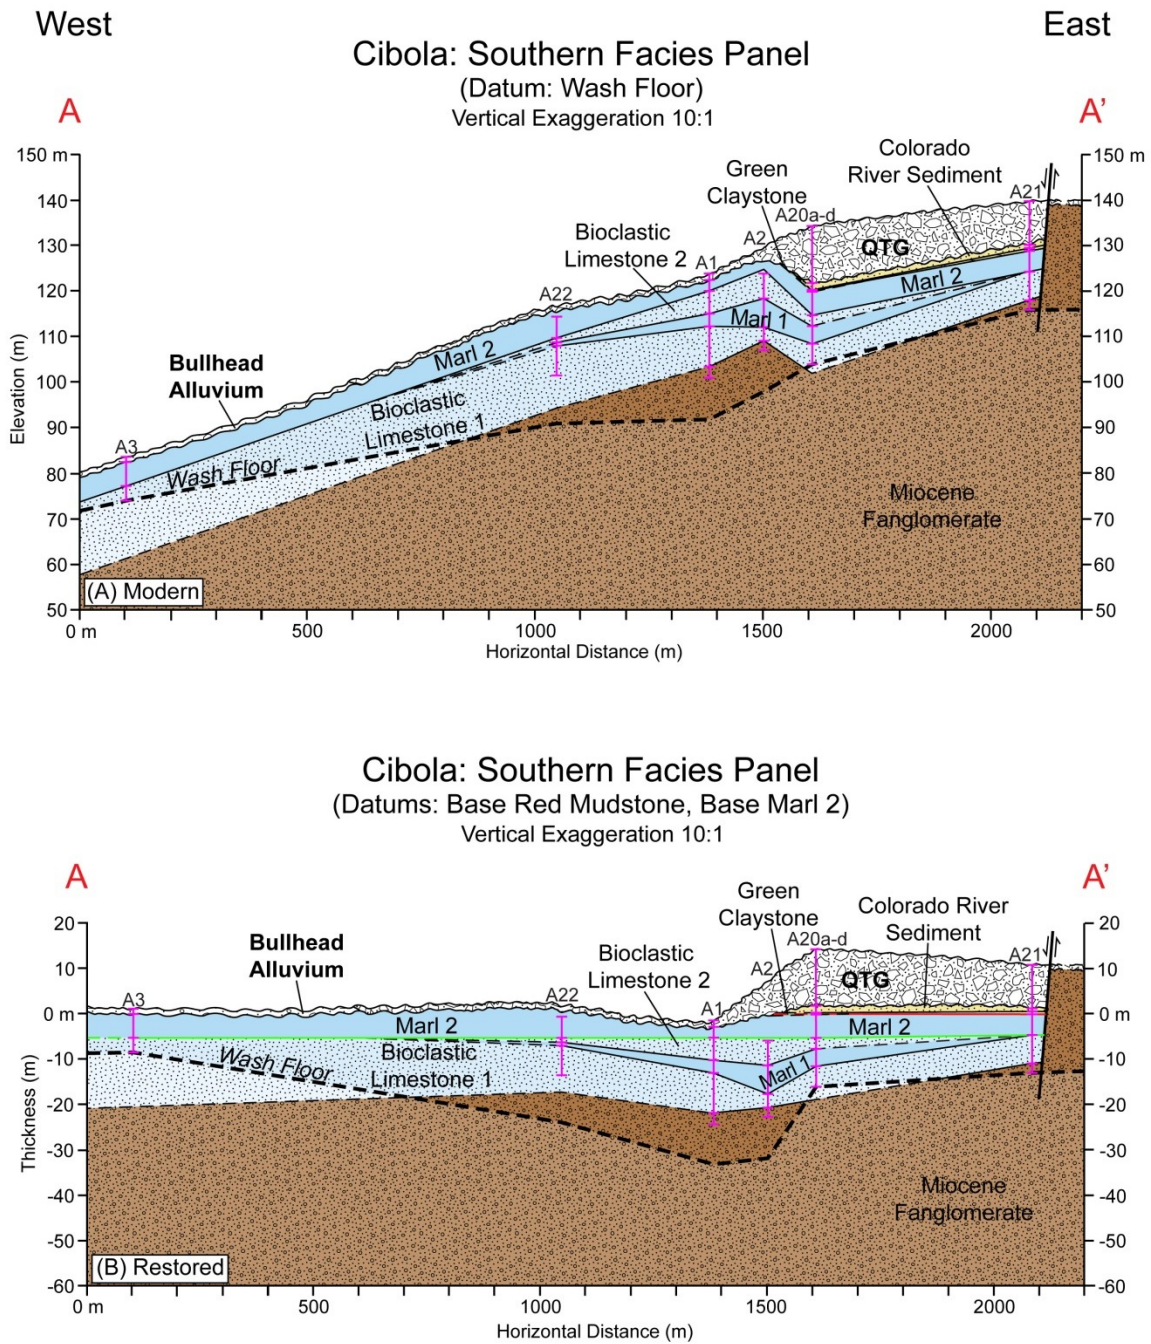 West
East
Cibola: Southern Facies Panel
(Datum: Wash Floor)
Vertical Exaggeration 10:1
A
A'
150 m
140
130
120
110
100
90
80
70
60
50
Elevation (m)
150 m
140
130
120
110
100
90
80
70
60
50
Colorado
River Sediment
Green
Claystone
Bioclastic
Limestone 2
A3
A22
A1
A2
A20a-d
A21
QTG
Marl 2
Marl 1
Marl 2
Bullhead
Alluvium
Bioclastic
Limestone 1
Wash Floor
Miocene
Fanglomerate
(A) Modern
0 m
500
1000
1500
2000
Horizontal Distance (m)
Cibola: Southern Facies Panel
(Datums: Base Red Mudstone, Base Marl 2)
Vertical Exaggeration 10:1
A
A'
20
10
0 m
-10
-20
-30
-40
-50
-60
Thickness (m)
20
10
0 m
-10
-20
-30
-40
-50
-60
Green
Claystone
Colorado River
Sediment
Bullhead
Alluvium
Bioclastic
Limestone 2
A3
A22
A1
A2
A20a-d
A21
QTG
Marl 2
Marl 2
Bioclastic
Limestone 1
Marl 1
Wash Floor
Miocene
Fanglomerate
(B) Restored
0 m
500
1000
1500
2000
Horizontal Distance (m)